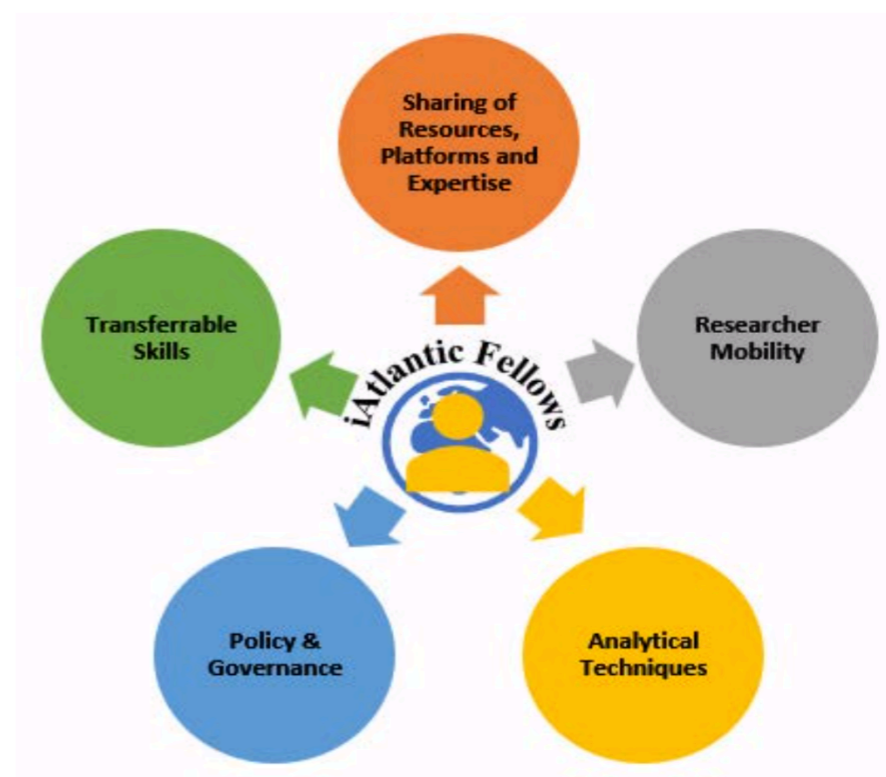 Sharing of
Resources,
Platforms and
Expertise
Transferrable
Skills
Researcher
Mobility
iAtlantic Fellows
Policy &
Governance
Analytical
Techniques